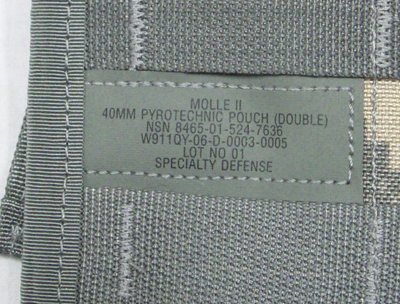 MOLLE II
40MM PYROTECHNIC POUCH (DOUBLE)
NSN 8465-01-524-7636
W911QY-06-D-0003-0005
LOT NO 01
SPECIALTY DEFENSE